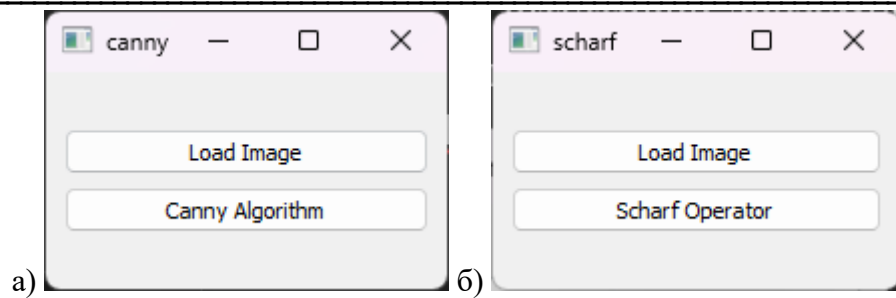 canny
Load Image
Canny Algorithm
а)
scharf
Load Image
Scharf Operator
б)